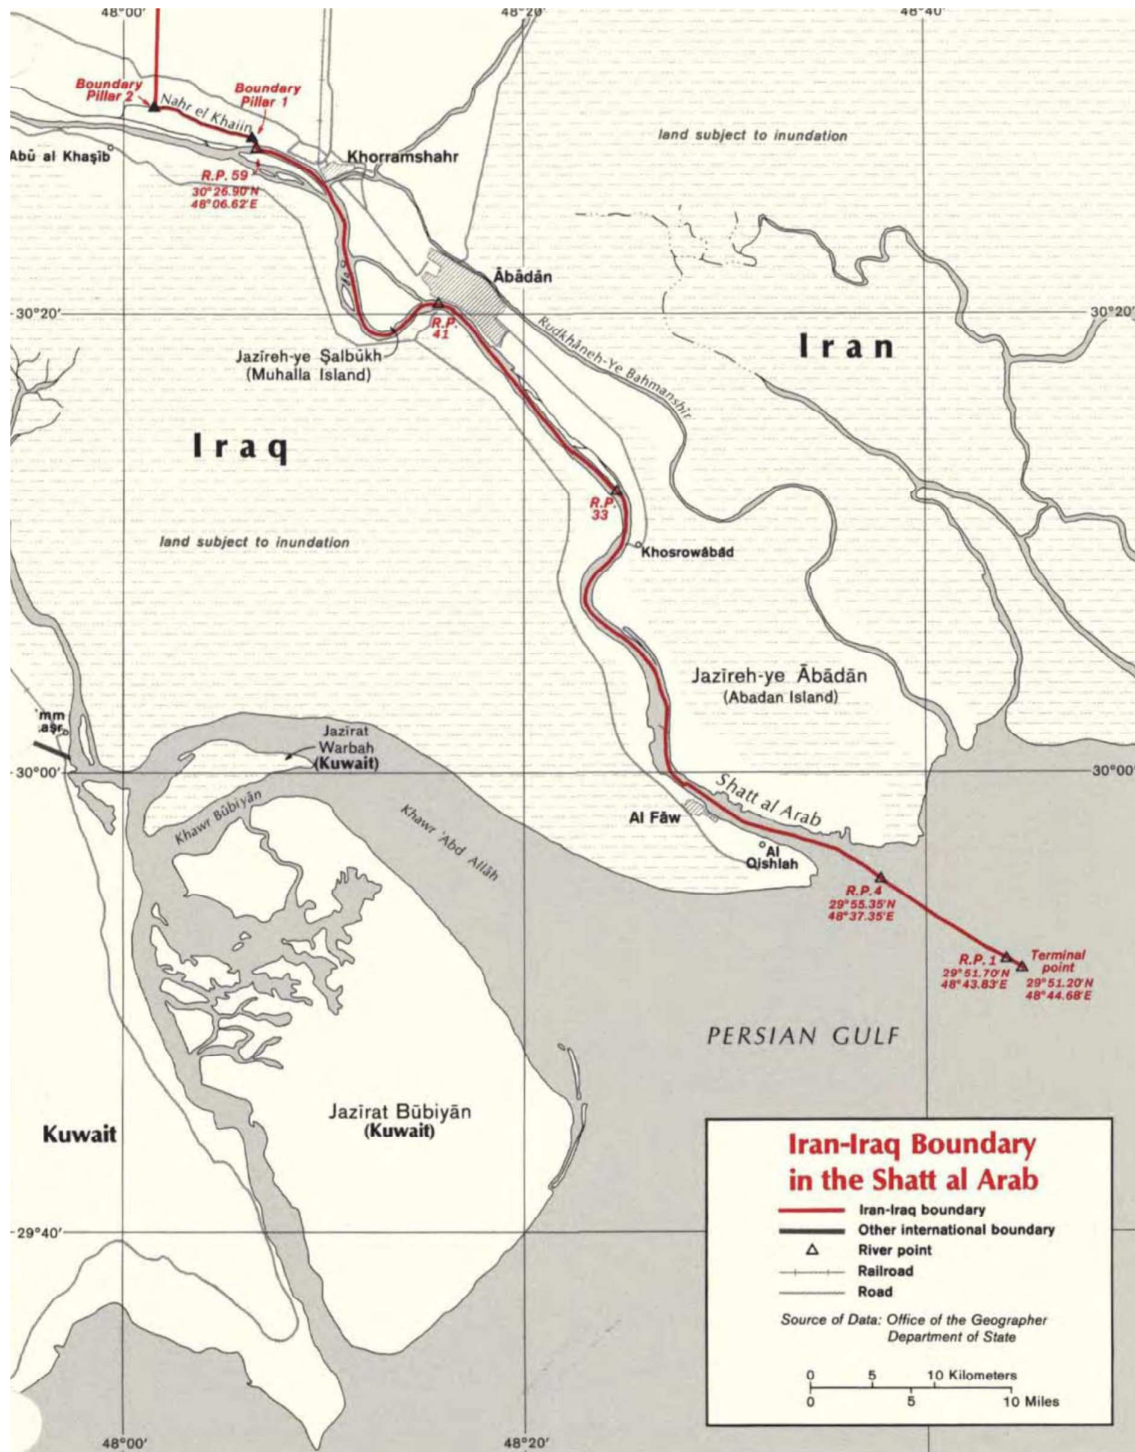 48°00'
48°20'
48°40'
Boundary
Pillar 2
Nahr el Khaiin
Boundary
Pillar 1
Abū al Khaṣīb
R.P. 59
30°26.90'N
48°06.62'E
Khorramshahr
land subject to inundation
Ābādān
30°20'
30°20'
R.P.
41
Rudkhāneh-Ye Bahmanshīr
Jazīreh-ye Ṣalbūkh
(Muhalla Island)
Iran
Iraq
R.P.
33
land subject to inundation
Khosrowābād
Jazīreh-ye Ābādān
(Abadan Island)
'mm
.aṣr
Jazīrat
Warbah
(Kuwait)
30°00'
30°00'
Khawr Būbiyān
Khawr 'Abd Allāh
Shatt al Arab
Al Fāw
Al
Qishlah
R.P. 4
29°55.35'N
48°37.35'E
R.P. 1
29°51.70'N
48°43.83'E
Terminal
point
29°51.20'N
48°44.68'E
PERSIAN GULF
Jazīrat Būbiyān
(Kuwait)
Kuwait
29°40'
Iran-Iraq Boundary
in the Shatt al Arab
Iran-Iraq boundary
Other international boundary
River point
Railroad
Road
Source of Data: Office of the Geographer
Department of State
0 5 10 Kilometers
0 5 10 Miles
48°00'
48°20'